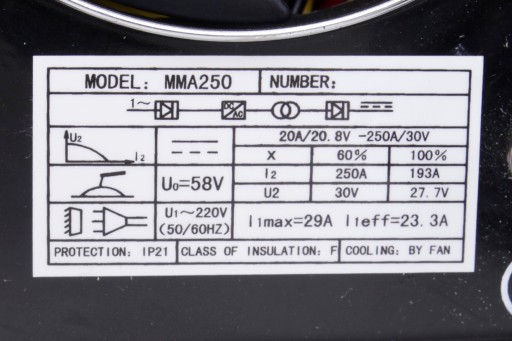 MODEL: MMA250 NUMBER:
1~ DC AC
U2 I2 20A/20.8V -250A/30V
X 60% 100%
U₀=58V I2 250A 193A
U2 30V 27.7V
U₁~220V (50/60HZ) I₁max=29A I₁eff=23.3A
PROTECTION: IP21 CLASS OF INSULATION: F COOLING: BY FAN